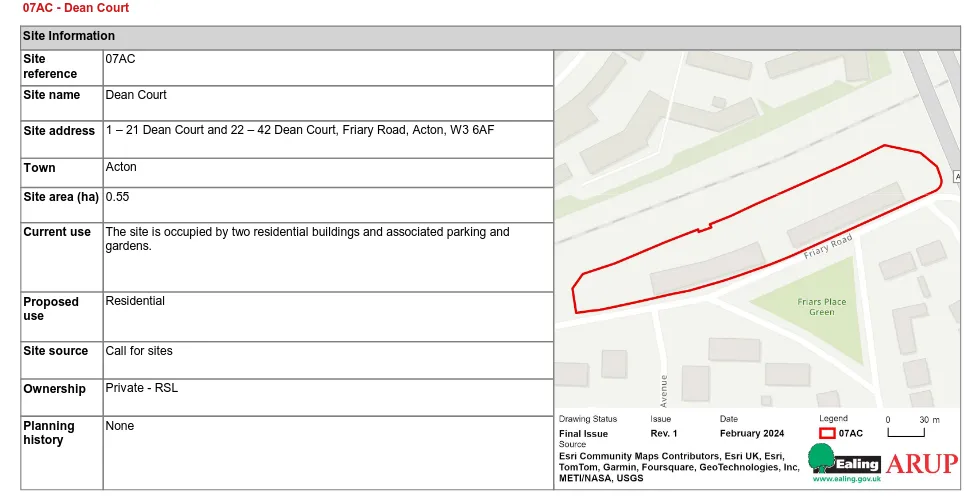 07AC - Dean Court
Site Information
Site reference
07AC
Site name
Dean Court
Site address
1 – 21 Dean Court and 22 – 42 Dean Court, Friary Road, Acton, W3 6AF
Town
Acton
Site area (ha)
0.55
Current use
The site is occupied by two residential buildings and associated parking and
gardens.
Proposed
use
Residential
Site source
Call for sites
Ownership
Private - RSL
Planning
history
None
A
Friary Road
Friars Place
Green
Avenue
Drawing Status
Issue
Date
Legend
0 30 m
Final Issue
Rev. 1
February 2024
07AC
Source
Esri Community Maps Contributors, Esri UK, Esri,
TomTom, Garmin, Foursquare, GeoTechnologies, Inc,
METI/NASA, USGS
Ealing
www.ealing.gov.uk
ARUP